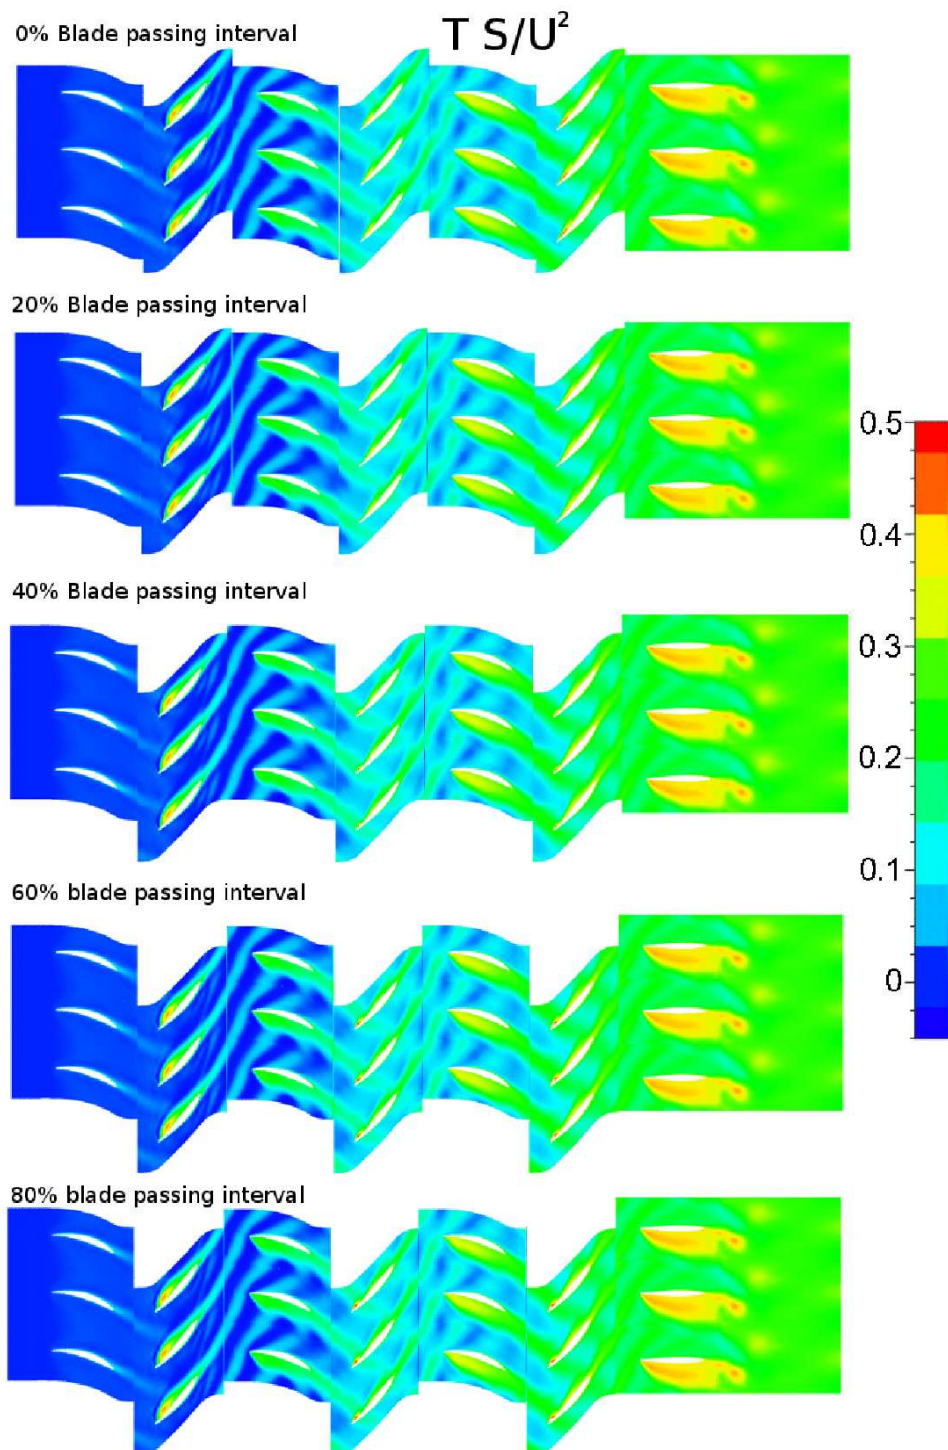 T S/U²
0% Blade passing interval
20% Blade passing interval
0.5
0.4
40% Blade passing interval
0.3
0.2
0.1
60% blade passing interval
0
80% blade passing interval